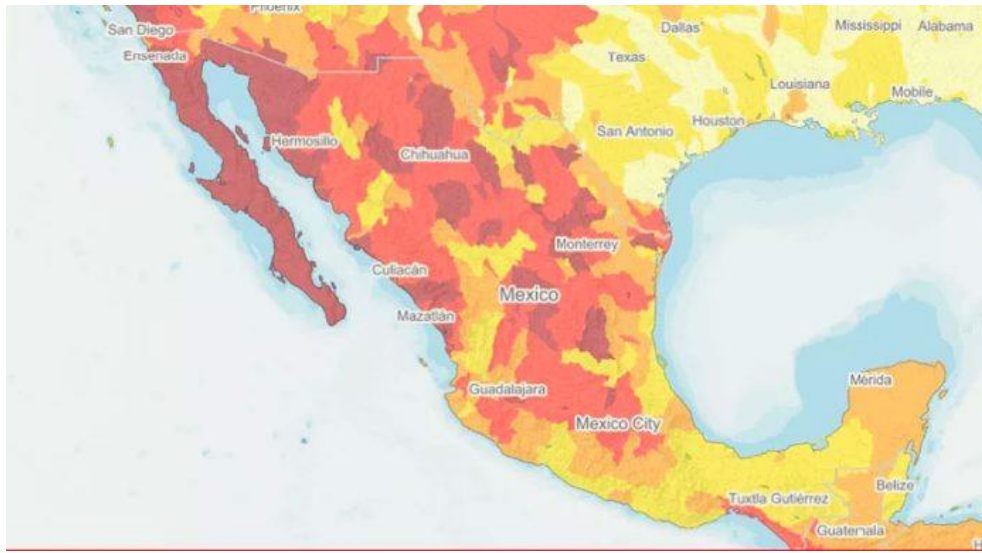 Phoenix
San Diego
Dallas
Mississippi
Alabama
Ensenada
Texas
Louisiana
Mobile
Houston
San Antonio
Hermosillo
Chihuahua
Monterrey
Culiacán
Mexico
Mazatlán
Mérida
Guadalajara
Mexico City
Belize
Tuxtla Gutiérrez
Guatemala
H